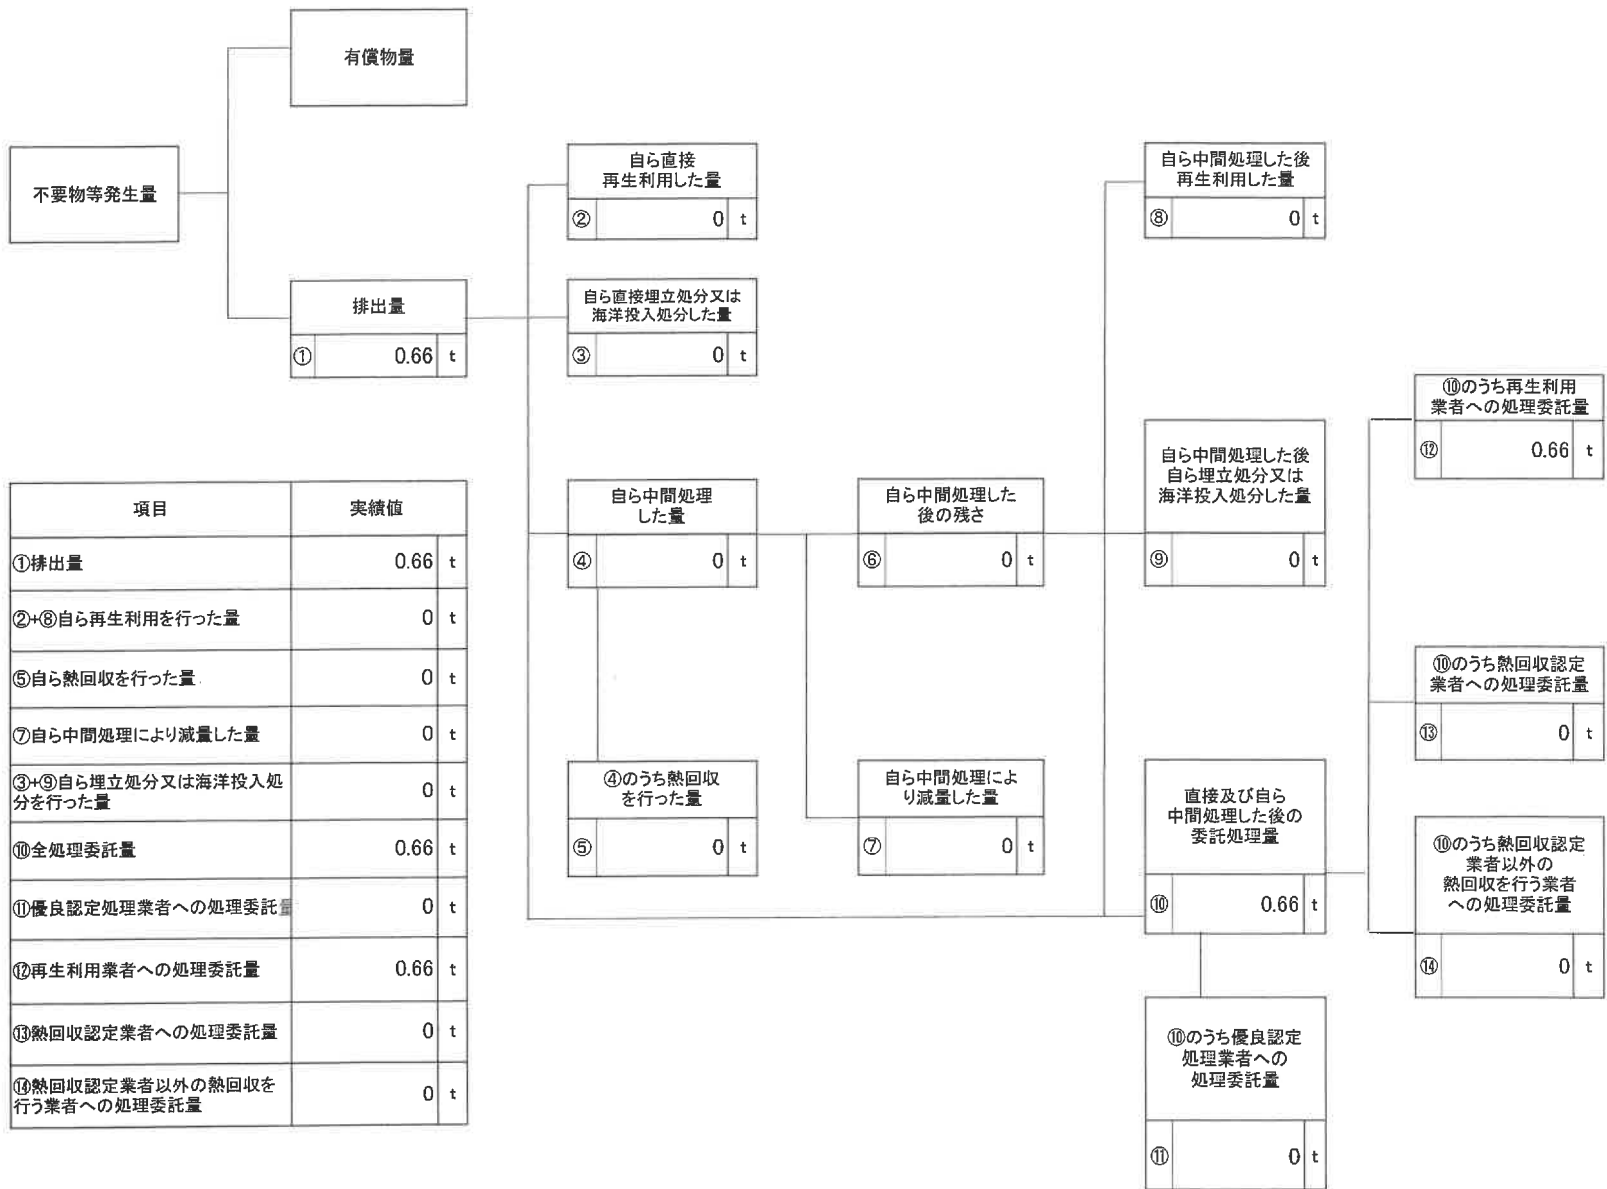 有償物量
不要物等発生量
排出量
① 0.66 t
自ら直接
再生利用した量
② 0 t
自ら直接埋立処分又は
海洋投入処分した量
③ 0 t
自ら中間処理
した量
④ 0 t
④のうち熱回収
を行った量
⑤ 0 t
自ら中間処理した
後の残さ
⑥ 0 t
自ら中間処理によ
り減量した量
⑦ 0 t
自ら中間処理した後
再生利用した量
⑧ 0 t
自ら中間処理した後
自ら埋立処分又は
海洋投入処分した量
⑨ 0 t
直接及び自ら
中間処理した後の
委託処理量
⑩ 0.66 t
⑩のうち優良認定
処理業者への
処理委託量
⑪ 0 t
⑩のうち再生利用
業者への処理委託量
⑫ 0.66 t
⑩のうち熱回収認定
業者への処理委託量
⑬ 0 t
⑩のうち熱回収認定
業者以外の
熱回収を行う業者
への処理委託量
⑭ 0 t
項目 実績値
①排出量 0.66 t
②+⑧自ら再生利用を行った量 0 t
⑤自ら熱回収を行った量 0 t
⑦自ら中間処理により減量した量 0 t
③+⑨自ら埋立処分又は海洋投入処
分を行った量 0 t
⑩全処理委託量 0.66 t
⑪優良認定処理業者への処理委託量 0 t
⑫再生利用業者への処理委託量 0.66 t
⑬熱回収認定業者への処理委託量 0 t
⑭熱回収認定業者以外の熱回収を
行う業者への処理委託量 0 t